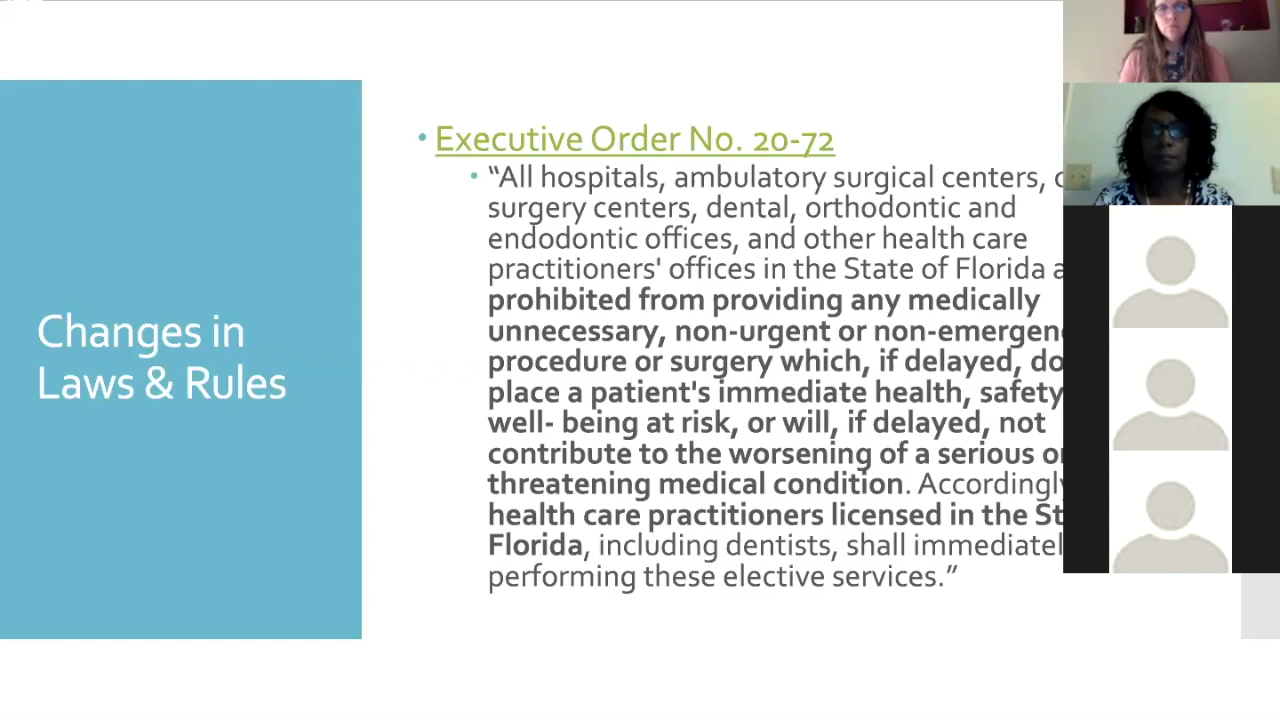 Changes in
Laws & Rules
• Executive Order No. 20-72
• “All hospitals, ambulatory surgical centers,
surgery centers, dental, orthodontic and
endodontic offices, and other health care
practitioners' offices in the State of Florida
prohibited from providing any medically
unnecessary, non-urgent or non-emergen
procedure or surgery which, if delayed, do
place a patient's immediate health, safety
well- being at risk, or will, if delayed, not
contribute to the worsening of a serious o
threatening medical condition. Accordingly
health care practitioners licensed in the St
Florida, including dentists, shall immediatel
performing these elective services.”